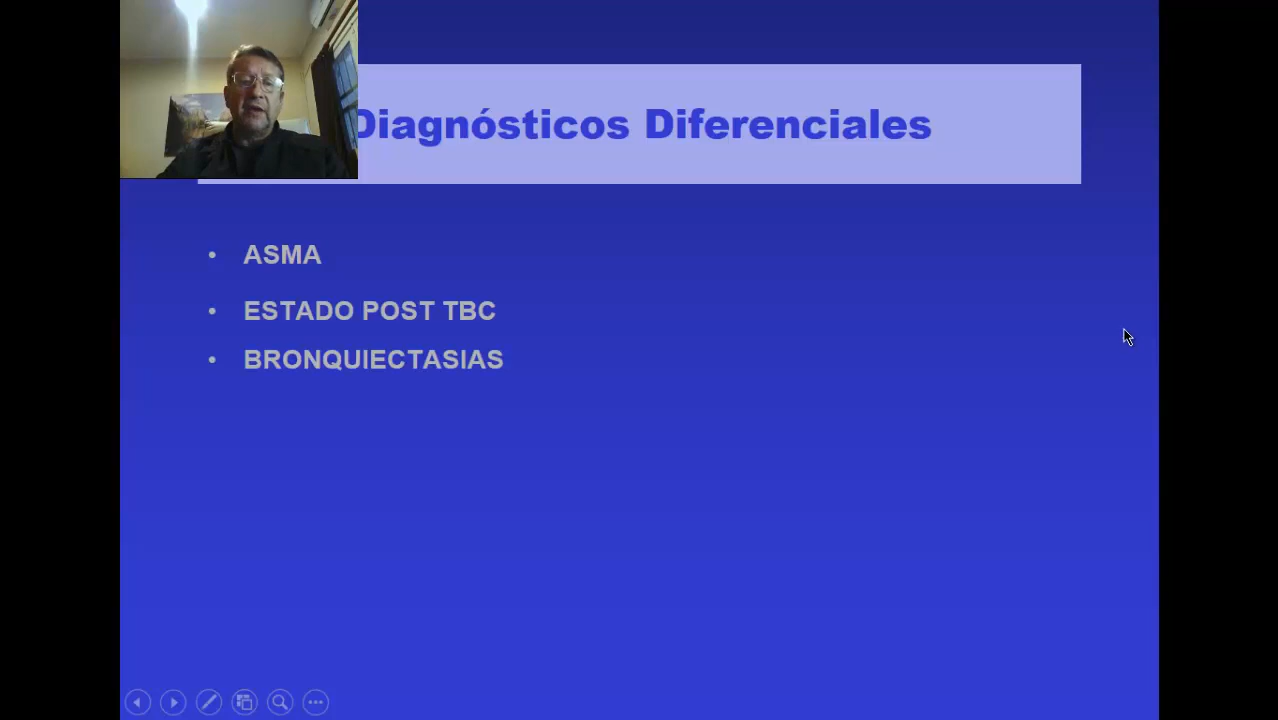 Diagnósticos Diferenciales
• ASMA
• ESTADO POST TBC
• BRONQUIECTASIAS